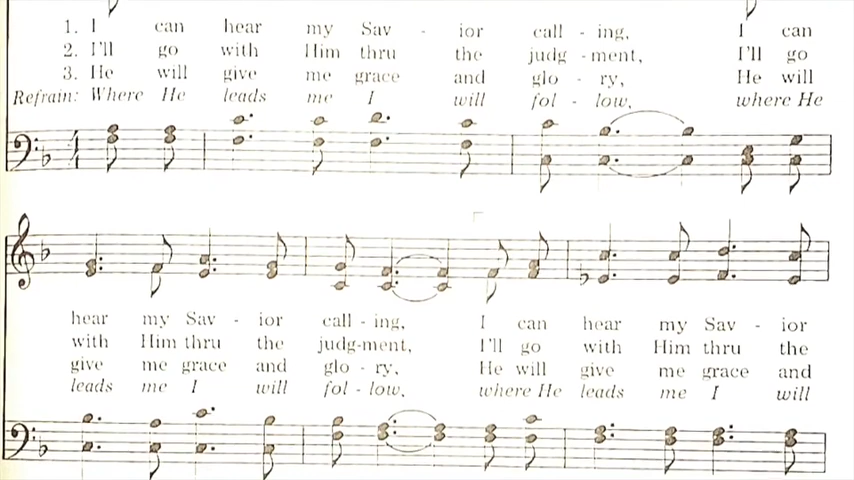 1. I can hear my Sav - ior call - ing, I can
2. I'll go with Him thru the judg - ment, I'll go
3. He will give me grace and glo - ry, He will
Refrain: Where He leads me I will fol - low, where He
hear my Sav - ior call - ing, I can hear my Sav - ior
with Him thru the judg-ment, I'll go with Him thru the
give me grace and glo - ry, He will give me grace and
leads me I will fol - low, where He leads me I will